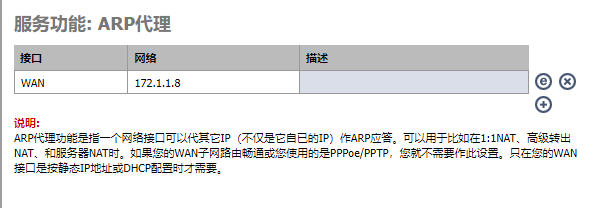 服务功能: ARP代理
接口 网络 描述
WAN 172.1.1.8
说明:
ARP代理功能是指一个网络接口可以代其它IP（不仅是它自已的IP）作ARP应答。可以用于比如在1:1NAT、高级转出
NAT、和服务器NAT时。如果您的WAN子网路由畅通或您使用的是PPPoe/PPTP，您就不需要作此设置。只在您的WAN
接口是按静态IP地址或DHCP配置时才需要。